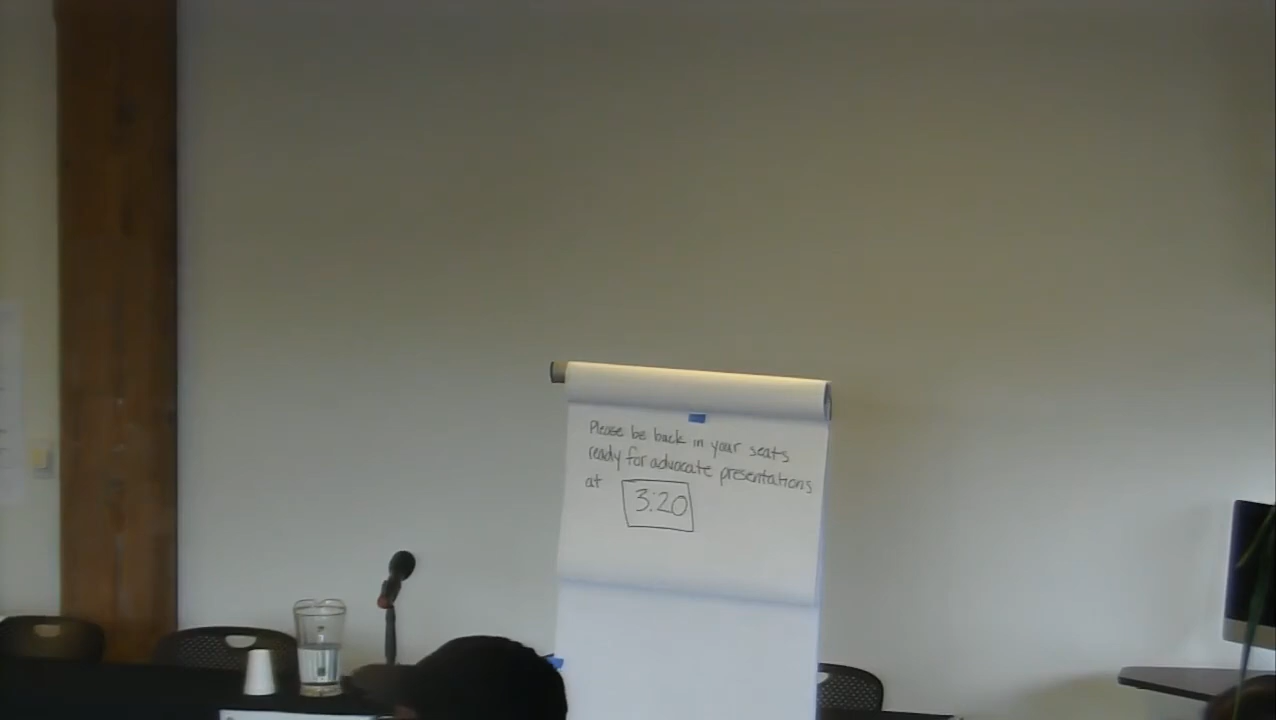 Please be back in your seats
ready for advocate presentations
at 3:20